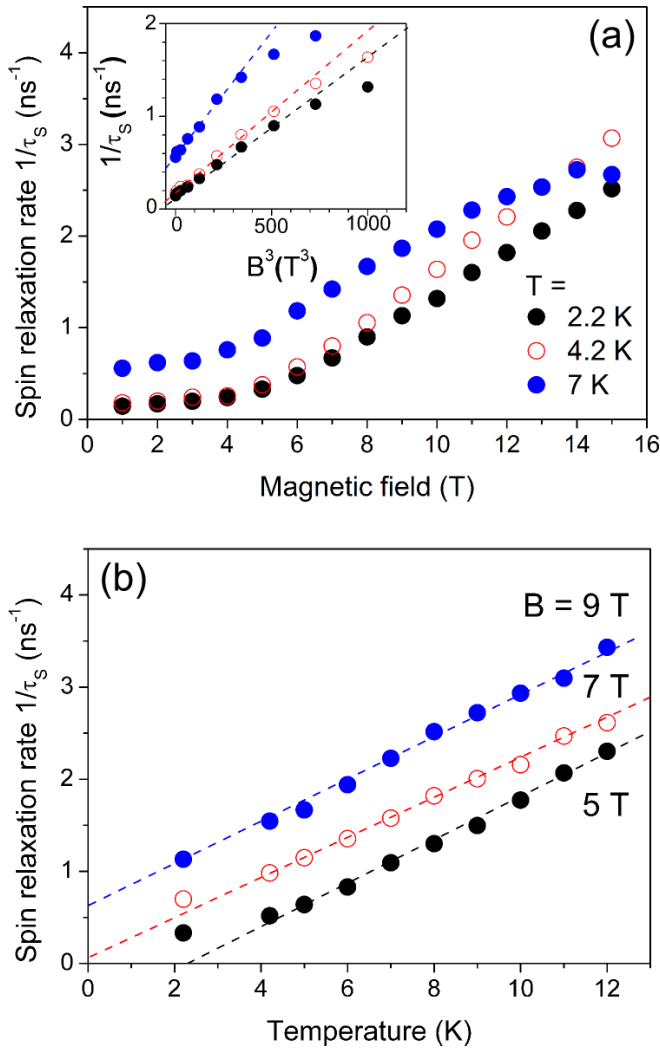 (a)
Spin relaxation rate 1/τS (ns-1)
4
3
2
1
0
0 2 4 6 8 10 12 14 16
Magnetic field (T)
1/τS (ns-1)
2
1
0
0 500 1000
B3(T3)
T =
2.2 K
4.2 K
7 K
(b)
Spin relaxation rate 1/τS (ns-1)
4
3
2
1
0
0 2 4 6 8 10 12
Temperature (K)
B = 9 T
7 T
5 T